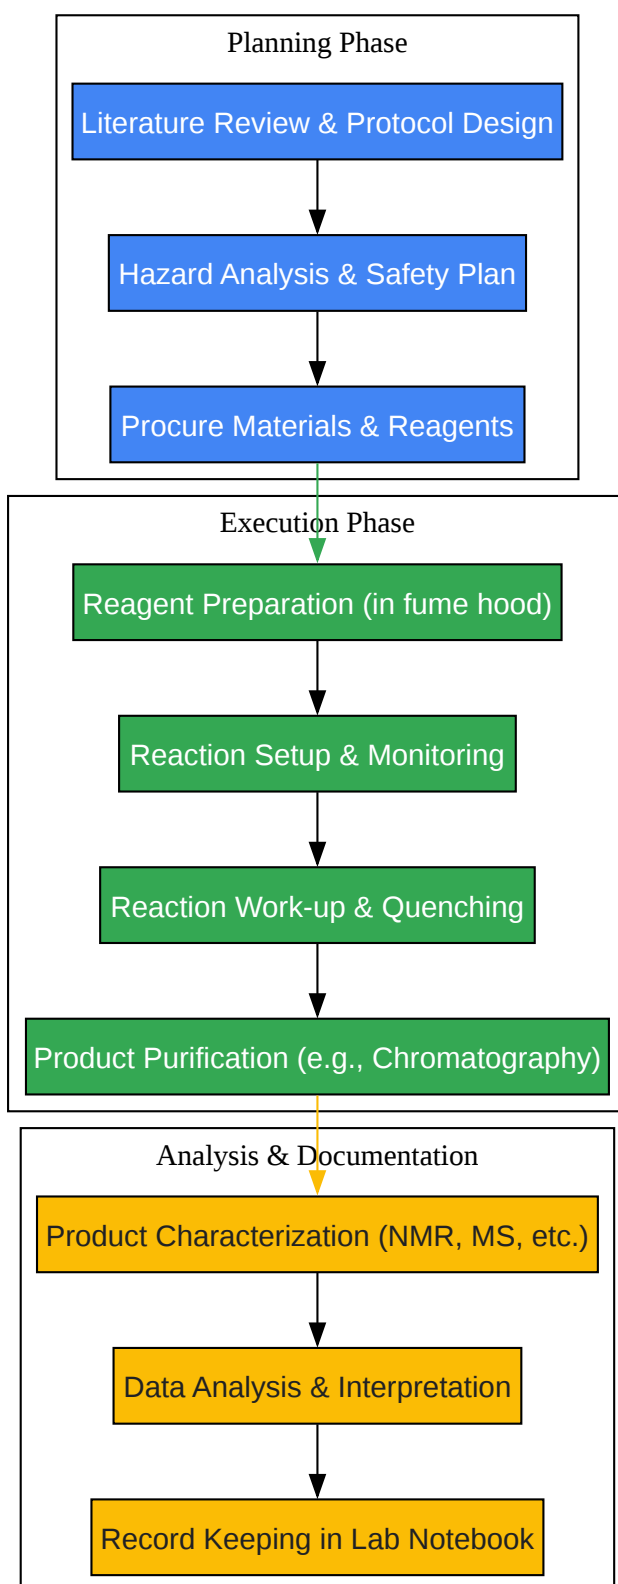 Planning Phase
Literature Review & Protocol Design
Hazard Analysis & Safety Plan
Procure Materials & Reagents
Execution Phase
Reagent Preparation (in fume hood)
Reaction Setup & Monitoring
Reaction Work-up & Quenching
Product Purification (e.g., Chromatography)
Analysis & Documentation
Product Characterization (NMR, MS, etc.)
Data Analysis & Interpretation
Record Keeping in Lab Notebook